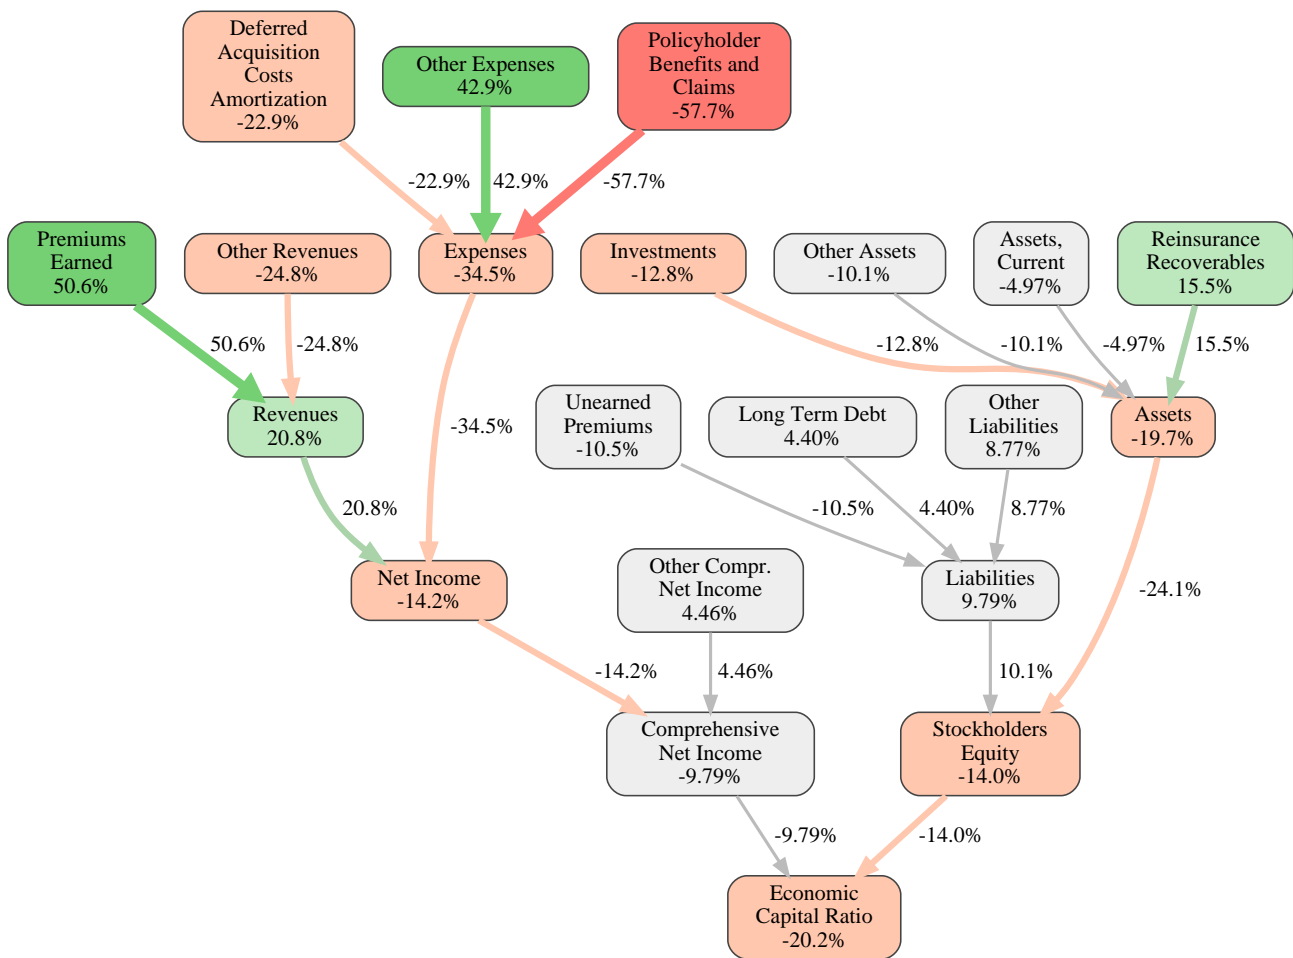 Deferred
Acquisition
Costs
Amortization
-22.9%
Other Expenses
42.9%
Policyholder
Benefits and
Claims
-57.7%
-22.9%
42.9%
-57.7%
Premiums
Earned
50.6%
Other Revenues
-24.8%
Expenses
-34.5%
Investments
-12.8%
Other Assets
-10.1%
Assets,
Current
-4.97%
Reinsurance
Recoverables
15.5%
50.6%
-24.8%
-12.8%
-10.1%
-4.97%
15.5%
Revenues
20.8%
-34.5%
Unearned
Premiums
-10.5%
Long Term Debt
4.40%
Other
Liabilities
8.77%
Assets
-19.7%
20.8%
-10.5%
4.40%
8.77%
Net Income
-14.2%
Other Compr.
Net Income
4.46%
Liabilities
9.79%
-24.1%
-14.2%
4.46%
10.1%
Comprehensive
Net Income
-9.79%
Stockholders
Equity
-14.0%
-9.79%
-14.0%
Economic
Capital Ratio
-20.2%